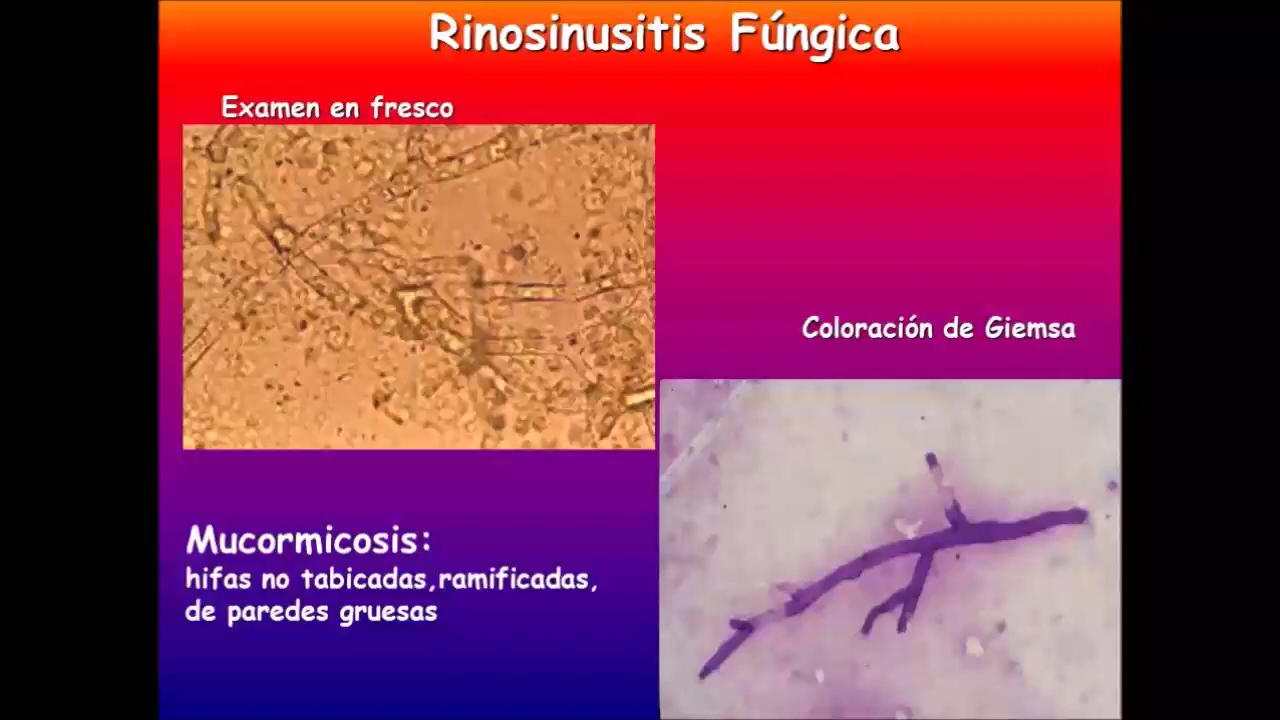 Rinosinusitis Fúngica
Examen en fresco
Coloración de Giemsa
Mucormicosis:
hifas no tabicadas,ramificadas,
de paredes gruesas